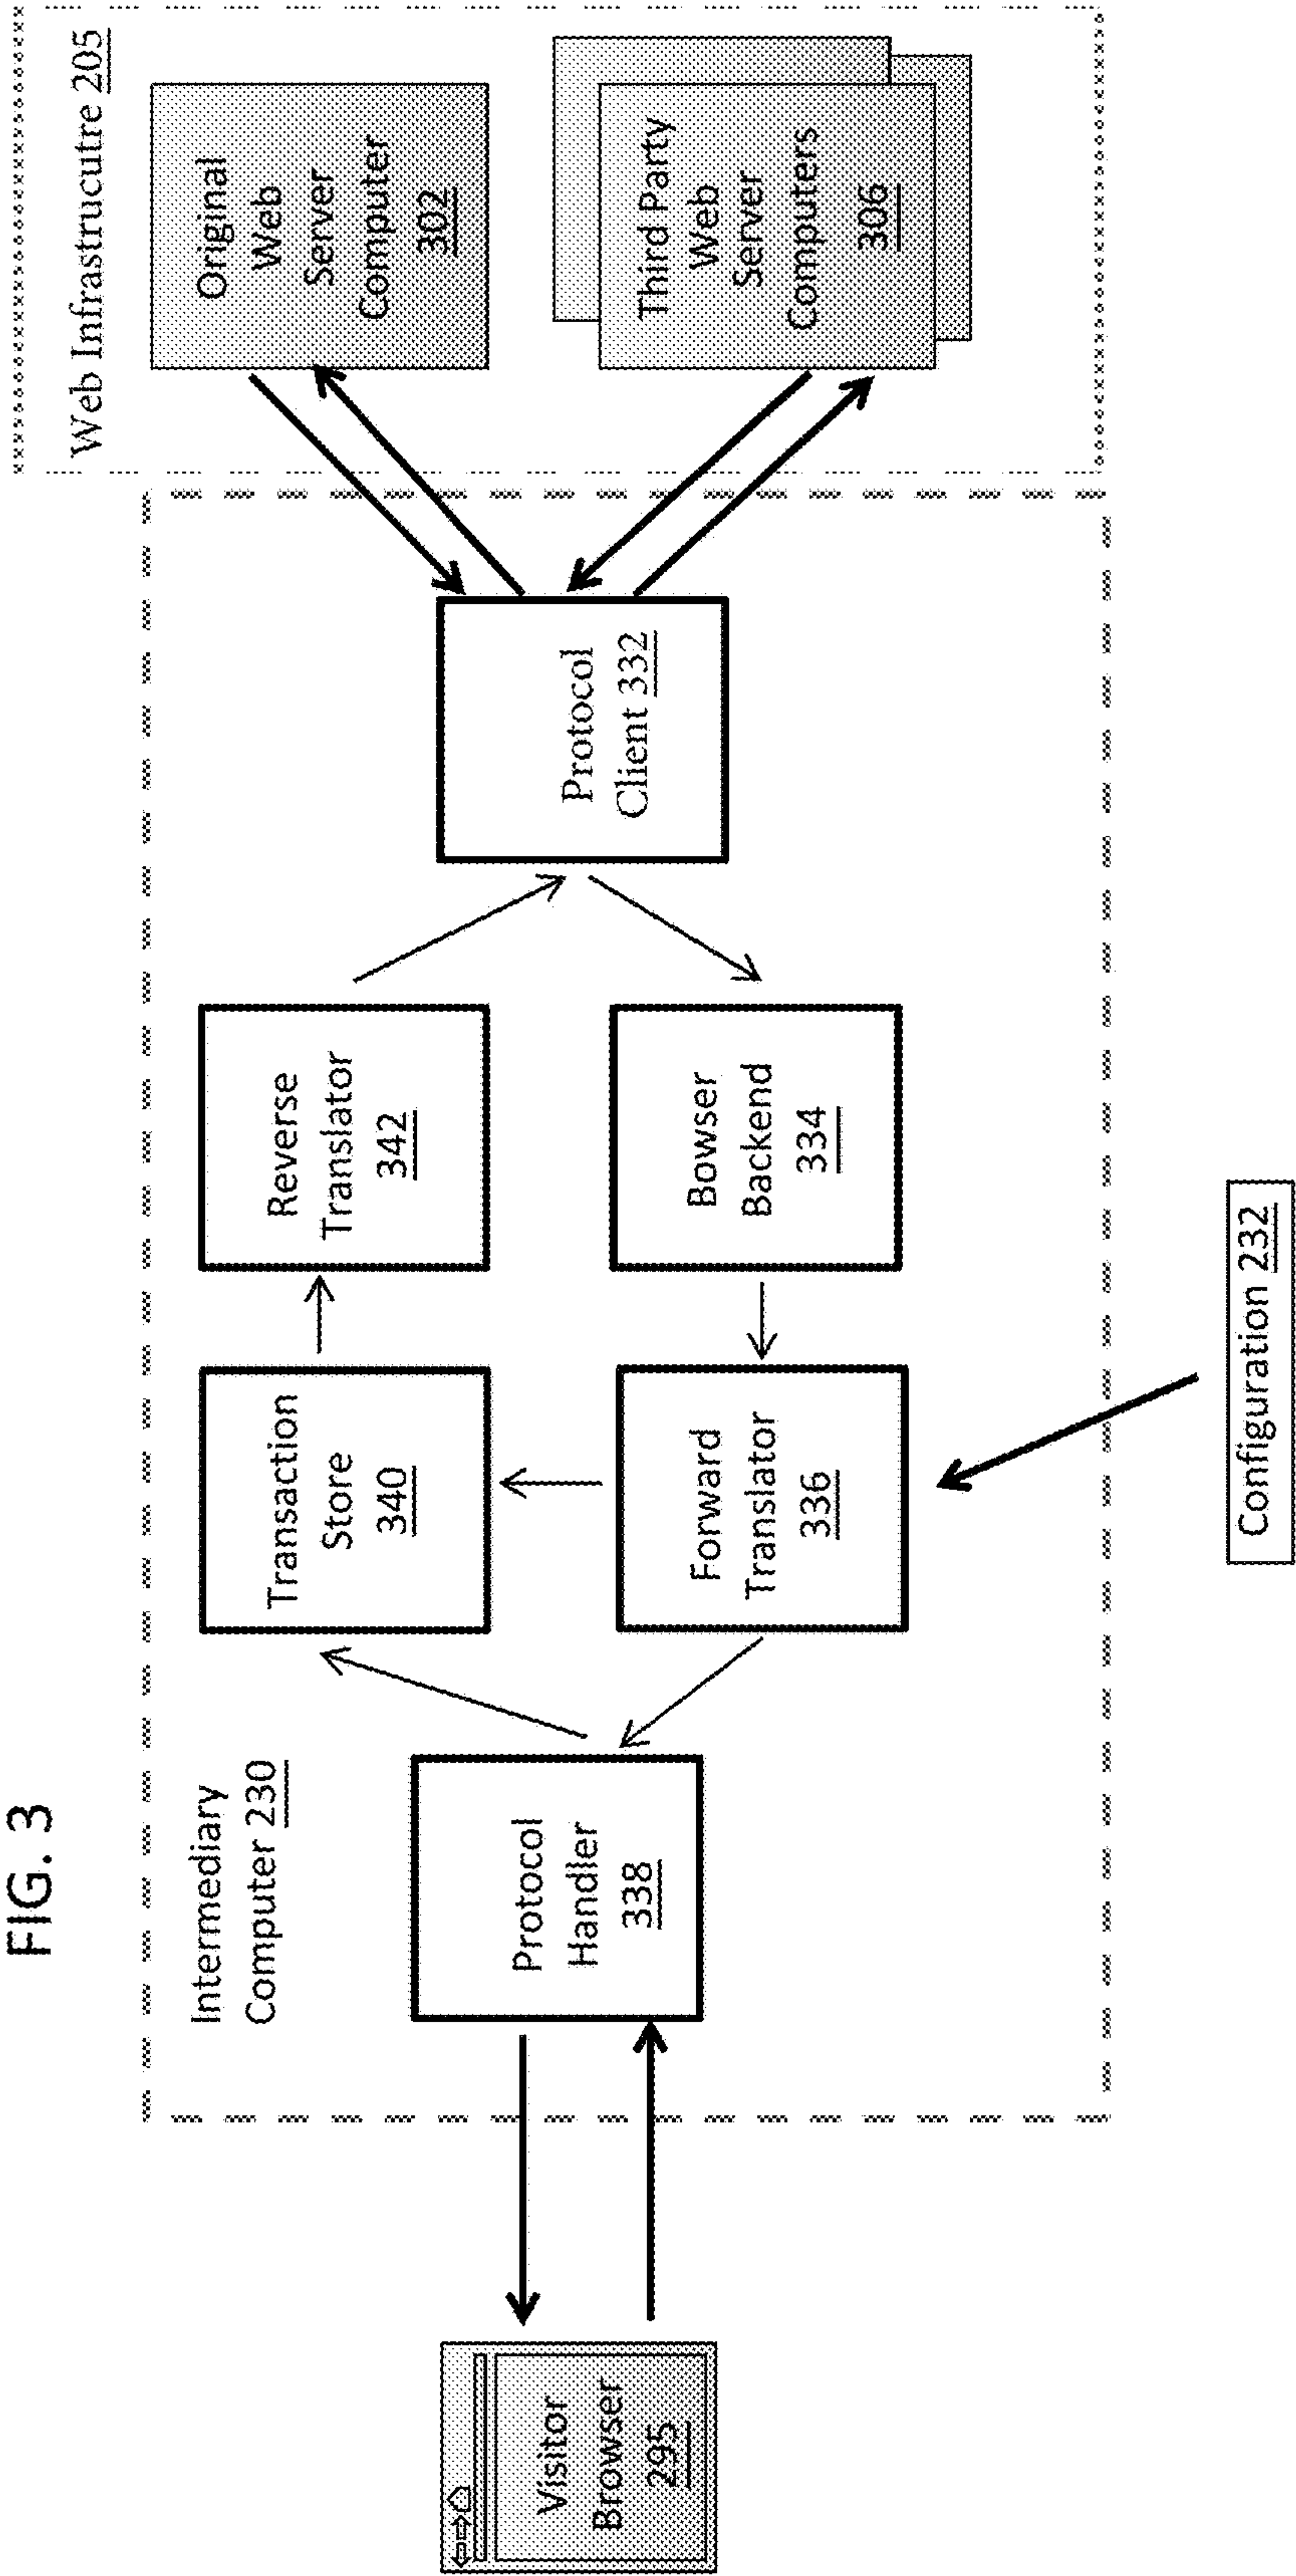 FIG. 3
Web Infrastrucutre 205
Intermediary
Computer 230
Original
Web
Server
Computer
302
Third Party
Web
Server
Computers
306
Transaction
Store
340
Reverse
Translator
342
Protocol
Handler
338
Protocol
Client 332
Visitor
Browser
295
Forward
Translator
336
Bowser
Backend
334
Configuration 232